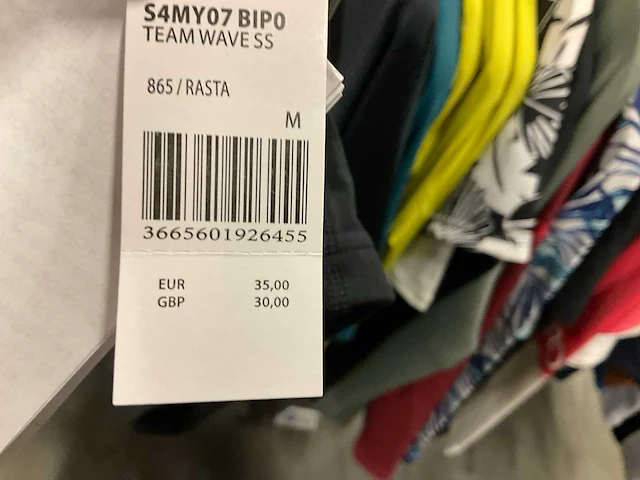 S4MY07 BIP0
TEAM WAVE SS
865 / RASTA
M
3665601926455
EUR 35,00
GBP 30,00